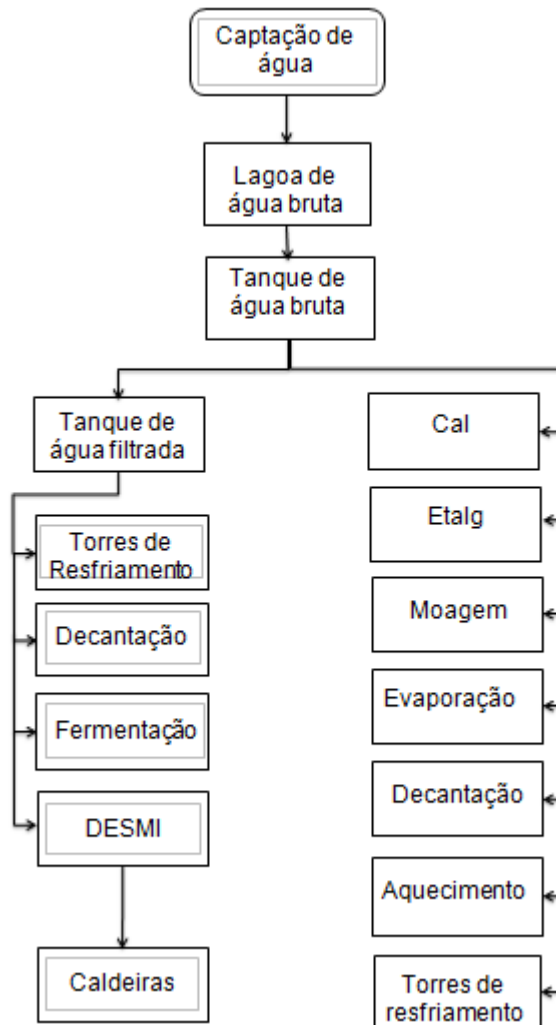 Captação de
água
Lagoa de
água bruta
Tanque de
água bruta
Tanque de
água filtrada
Torres de
Resfriamento
Decantação
Fermentação
DESMI
Caldeiras
Cal
Etalg
Moagem
Evaporação
Decantação
Aquecimento
Torres de
resfriamento